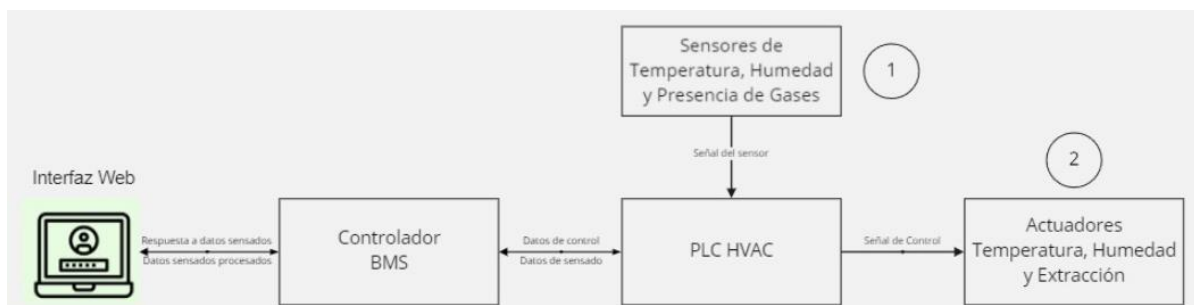 Sensores de
Temperatura, Humedad
y Presencia de Gases
1
Señal del sensor
2
Interfaz Web
Respuesta a datos sensados
Datos sensados procesados
Controlador
BMS
Datos de control
Datos de sensado
PLC HVAC
Señal de Control
Actuadores
Temperatura, Humedad
y Extracción